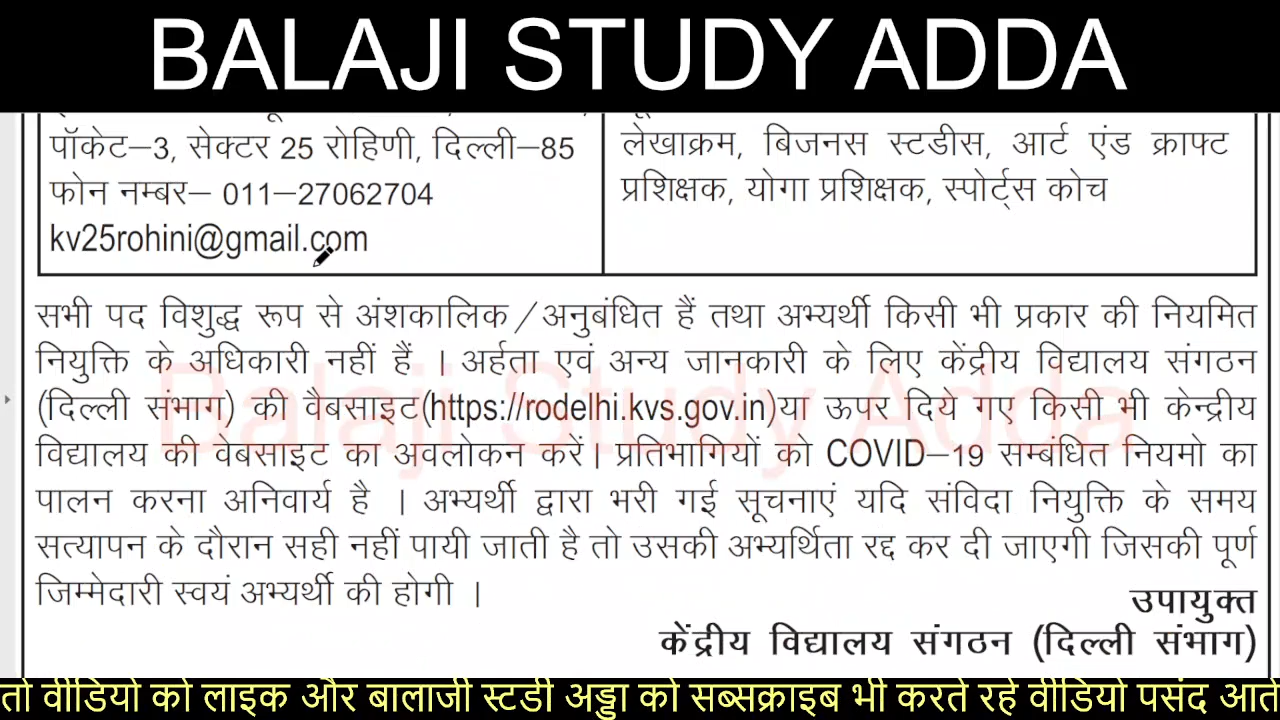 BALAJI STUDY ADDA
पॉकेट–3, सेक्टर 25 रोहिणी, दिल्ली–85
फोन नम्बर– 011–27062704
kv25rohini@gmail.com
लेखाक्रम, बिजनस स्टडीस, आर्ट एंड क्राफ्ट
प्रशिक्षक, योगा प्रशिक्षक, स्पोर्ट्स कोच
सभी पद विशुद्ध रूप से अंशकालिक/अनुबंधित हैं तथा अभ्यर्थी किसी भी प्रकार की नियमित
नियुक्ति के अधिकारी नहीं हैं । अर्हता एवं अन्य जानकारी के लिए केंद्रीय विद्यालय संगठन
(दिल्ली संभाग) की वैबसाइट(https://rodelhi.kvs.gov.in)या ऊपर दिये गए किसी भी केन्द्रीय
विद्यालय की वेबसाइट का अवलोकन करें। प्रतिभागियों को COVID–19 सम्बंधित नियमो का
पालन करना अनिवार्य है । अभ्यर्थी द्वारा भरी गई सूचनाएं यदि संविदा नियुक्ति के समय
सत्यापन के दौरान सही नहीं पायी जाती है तो उसकी अभ्यर्थिता रद्द कर दी जाएगी जिसकी पूर्ण
जिम्मेदारी स्वयं अभ्यर्थी की होगी ।
उपायुक्त
केंद्रीय विद्यालय संगठन (दिल्ली संभाग)
Balaji Study Adda
तो वीडियो को लाइक और बालाजी स्टडी अड्डा को सब्सक्राइब भी करते रहे वीडियो पसंद आते